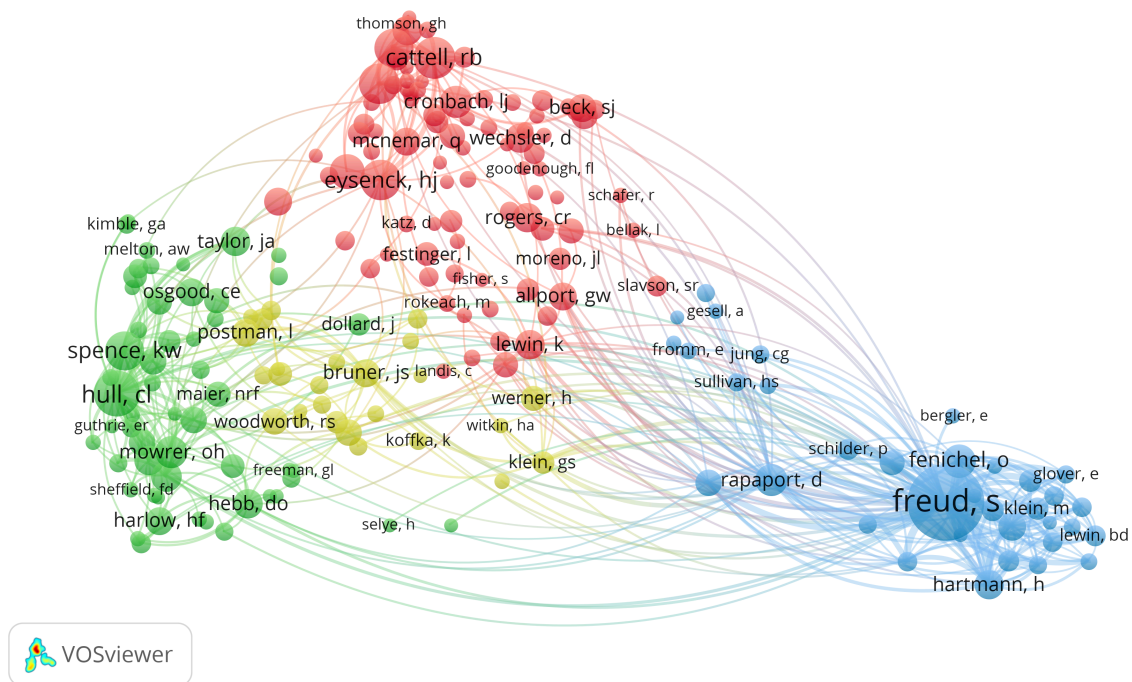 thomson, gh
cattell, rb
cronbach, lj
beck, sj
mcnemar, q
wechsler, d
goodenough, fl
eysenck, hj
schafer, r
kimble, ga
katz, d
rogers, cr
bellak, l
taylor, ja
melton, aw
festinger, l
moreno, jl
fisher, s
slavson, sr
osgood, ce
rokeach, m
allport, gw
gesell, a
postman, l
dollard, j
lewin, k
spence, kw
fromm, e
jung, cg
bruner, js
landis, c
sullivan, hs
hull, cl
maier, nrf
werner, h
guthrie, er
woodworth, rs
witkin, ha
bergler, e
koffka, k
mowrer, oh
schilder, p
fenichel, o
freeman, gl
klein, gs
glover, e
sheffield, fd
rapaport, d
freud, s
hebb, do
klein, m
harlow, hf
selye, h
lewin, bd
hartmann, h
VOSviewer